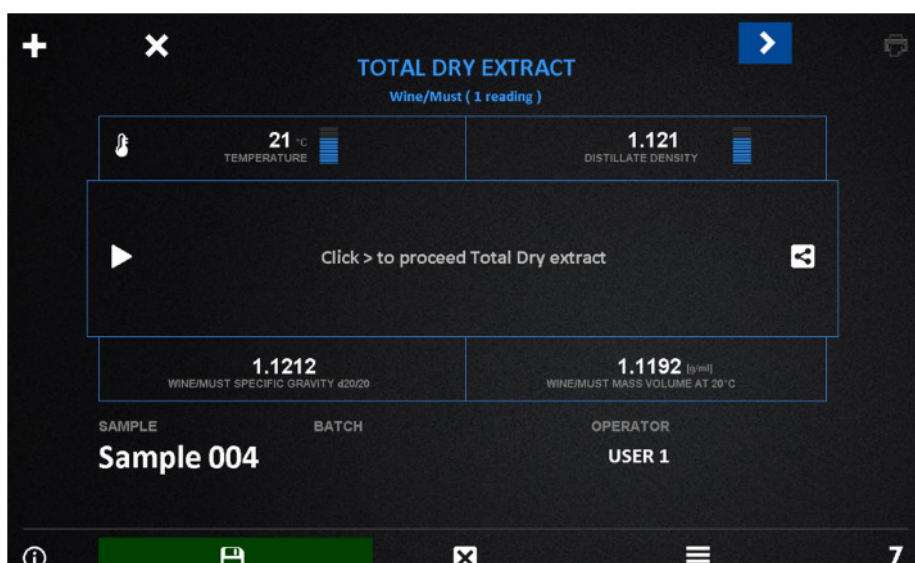 TOTAL DRY EXTRACT
Wine/Must ( 1 reading )
21 °C
TEMPERATURE
1.121
DISTILLATE DENSITY
Click > to proceed Total Dry extract
1.1212
WINE/MUST SPECIFIC GRAVITY d20/20
1.1192 [g/ml]
WINE/MUST MASS VOLUME AT 20°C
SAMPLE BATCH OPERATOR
Sample 004 USER 1
7